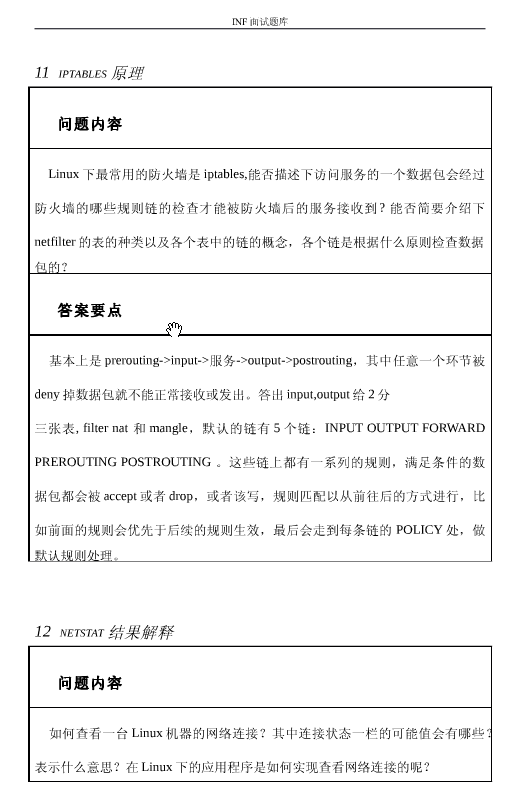 INF 面试题库
11 IPTABLES 原理
问题内容
Linux 下最常用的防火墙是 iptables,能否描述下访问服务的一个数据包会经过
防火墙的哪些规则链的检查才能被防火墙后的服务接收到？能否简要介绍下
netfilter 的表的种类以及各个表中的链的概念，各个链是根据什么原则检查数据
包的？
答案要点
基本上是 prerouting->input->服务->output->postrouting，其中任意一个环节被
deny 掉数据包就不能正常接收或发出。答出 input,output 给 2 分
三张表, filter nat 和 mangle，默认的链有 5 个链：INPUT OUTPUT FORWARD
PREROUTING POSTROUTING 。这些链上都有一系列的规则，满足条件的数
据包都会被 accept 或者 drop，或者该写，规则匹配以从前往后的方式进行，比
如前面的规则会优先于后续的规则生效，最后会走到每条链的 POLICY 处，做
默认规则处理。
12 NETSTAT 结果解释
问题内容
如何查看一台 Linux 机器的网络连接？其中连接状态一栏的可能值会有哪些？
表示什么意思？在 Linux 下的应用程序是如何实现查看网络连接的呢？